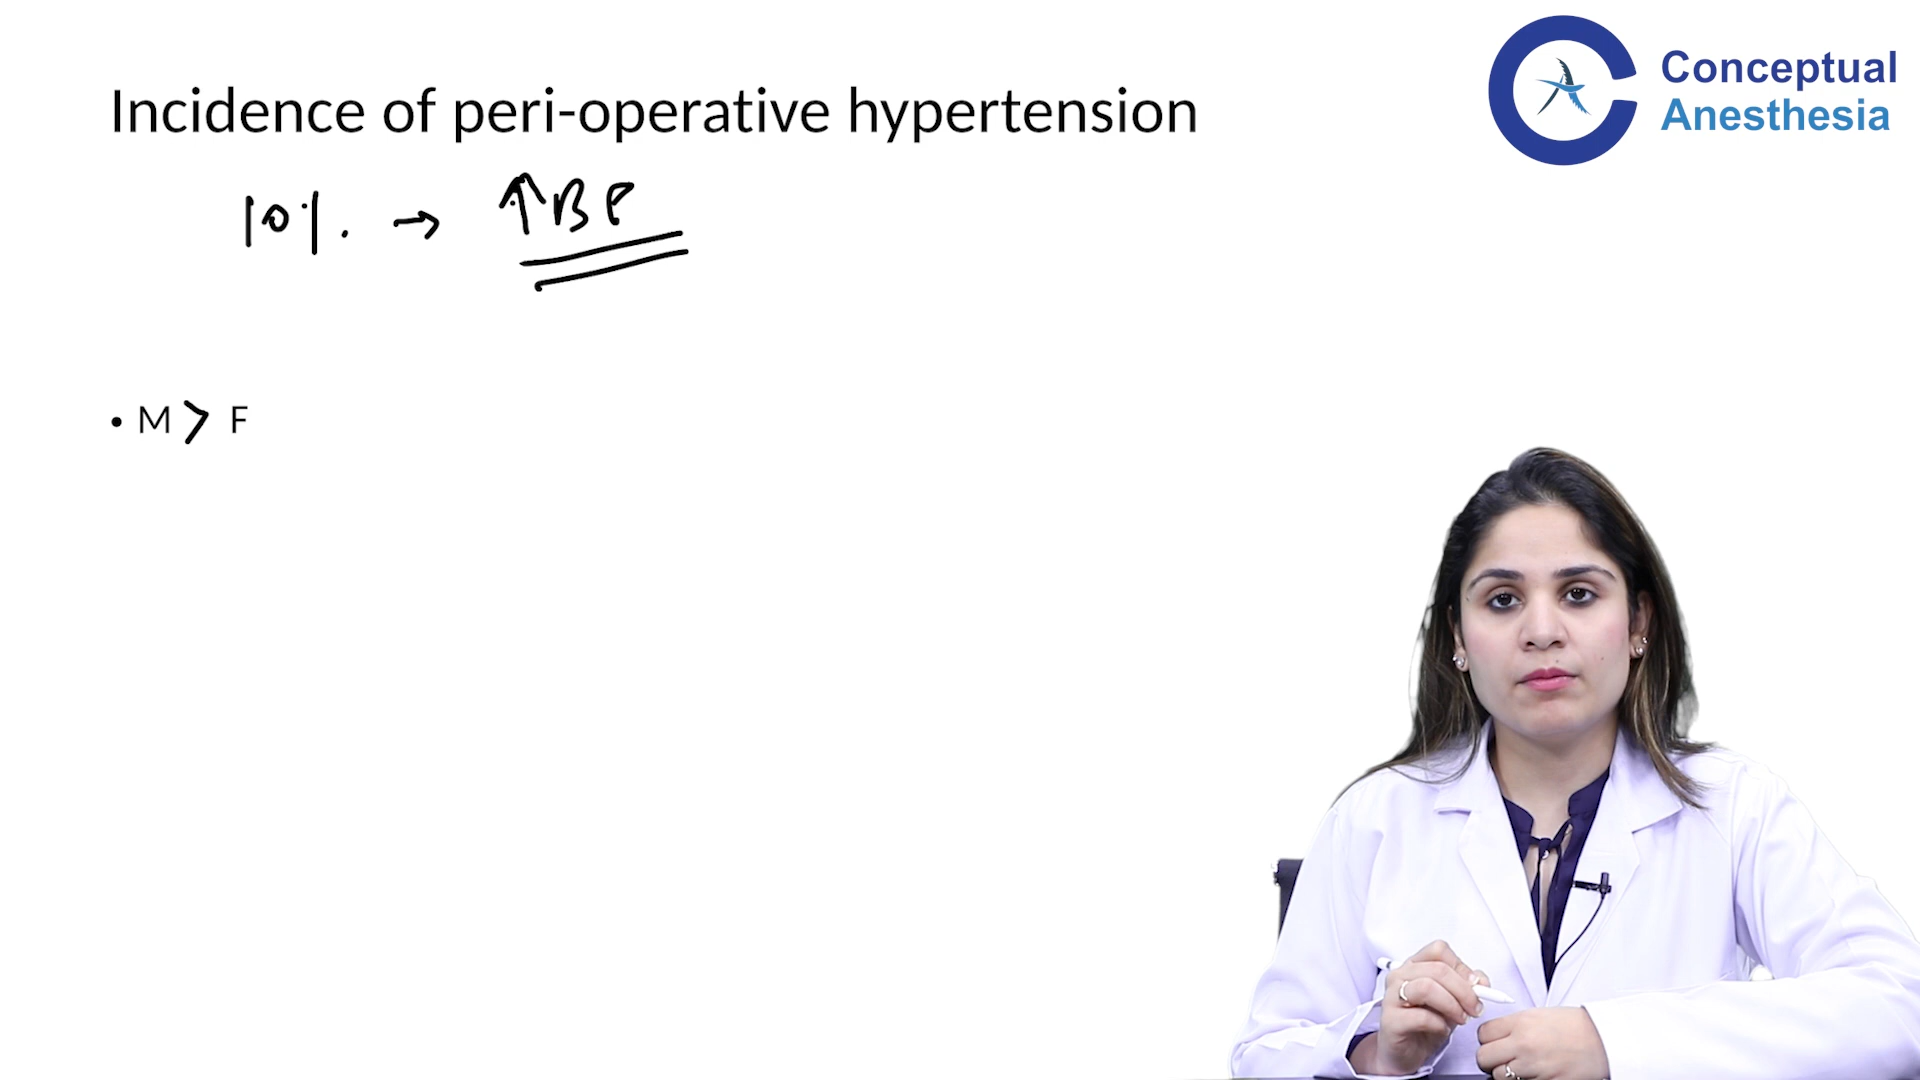 Conceptual
Anesthesia
Incidence of peri-operative hypertension
10%. → ↑BP
• M > F